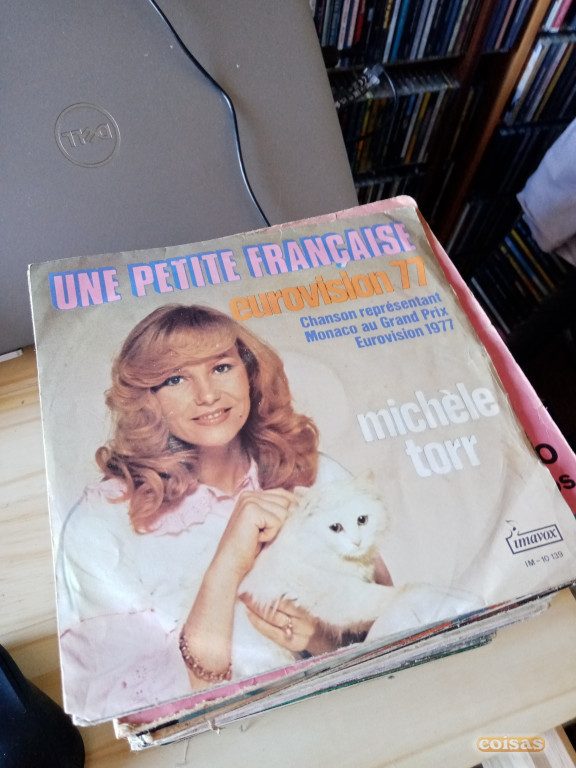 DELL
UNE PETITE FRANÇAISE
eurovision 77
Chanson représentant
Monaco au Grand Prix
Eurovision 1977
michèle
torr
O
s
imavox
IM-10 139
coisas